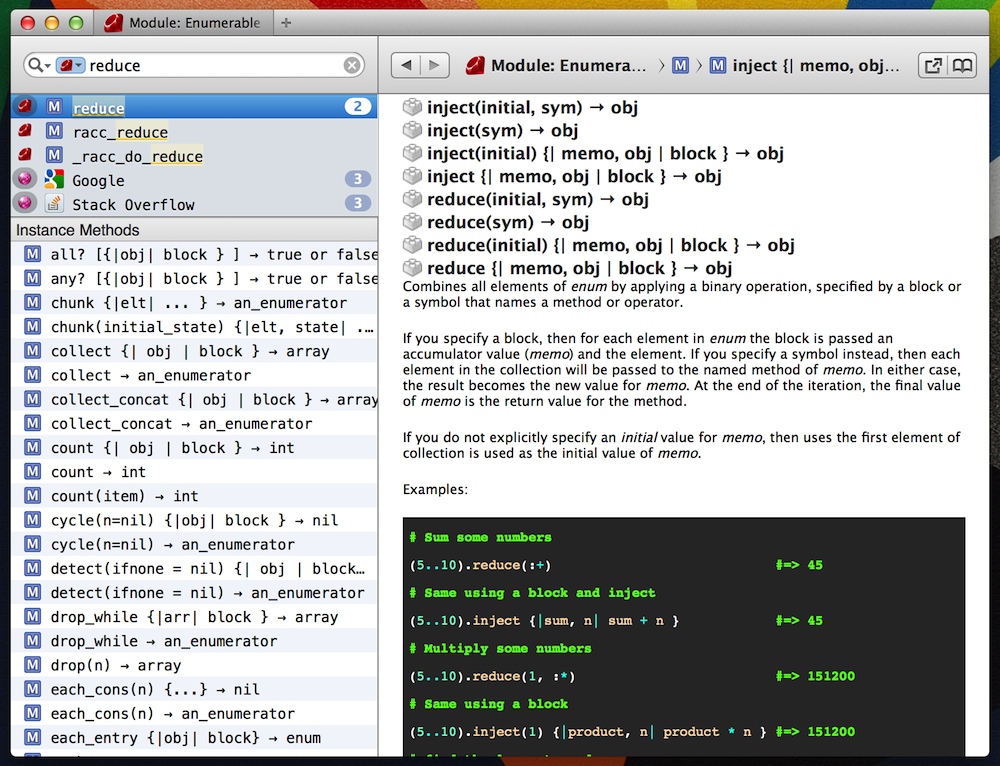 Module: Enumerable
reduce
Module: Enumera... M M inject {| memo, obj...
M reduce 2
M racc_reduce
M _racc_do_reduce
Google 3
Stack Overflow 3
Instance Methods
M all? [{|obj| block } ] → true or false
M any? [{|obj| block } ] → true or false
M chunk {|elt| ... } → an_enumerator
M chunk(initial_state) {|elt, state| ...
M collect {| obj | block } → array
M collect → an_enumerator
M collect_concat {| obj | block } → array
M collect_concat → an_enumerator
M count {| obj | block } → int
M count → int
M count(item) → int
M cycle(n=nil) {|obj| block } → nil
M cycle(n=nil) → an_enumerator
M detect(ifnone = nil) {| obj | block…
M detect(ifnone = nil) → an_enumerator
M drop_while {|arr| block } → array
M drop_while → an_enumerator
M drop(n) → array
M each_cons(n) {...} → nil
M each_cons(n) → an_enumerator
M each_entry {|obj| block} → enum
inject(initial, sym) → obj
inject(sym) → obj
inject(initial) {| memo, obj | block } → obj
inject {| memo, obj | block } → obj
reduce(initial, sym) → obj
reduce(sym) → obj
reduce(initial) {| memo, obj | block } → obj
reduce {| memo, obj | block } → obj
Combines all elements of enum by applying a binary operation, specified by a block or
a symbol that names a method or operator.
If you specify a block, then for each element in enum the block is passed an
accumulator value (memo) and the element. If you specify a symbol instead, then each
element in the collection will be passed to the named method of memo. In either case,
the result becomes the new value for memo. At the end of the iteration, the final value
of memo is the return value for the method.
If you do not explicitly specify an initial value for memo, then uses the first element of
collection is used as the initial value of memo.
Examples:
# Sum some numbers
(5..10).reduce(:+) #=> 45
# Same using a block and inject
(5..10).inject {|sum, n| sum + n } #=> 45
# Multiply some numbers
(5..10).reduce(1, :*) #=> 151200
# Same using a block
(5..10).inject(1) {|product, n| product * n } #=> 151200